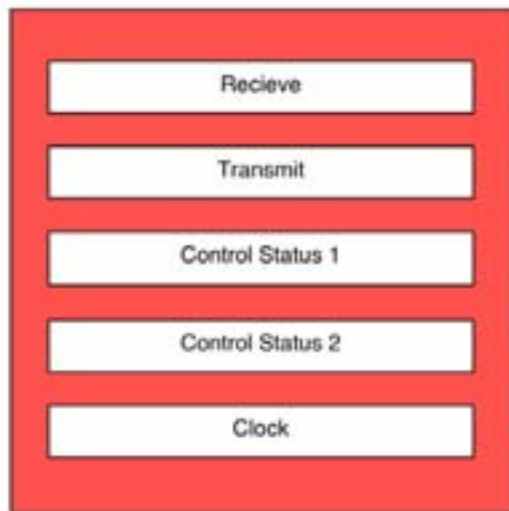 Recieve
Transmit
Control Status 1
Control Status 2
Clock